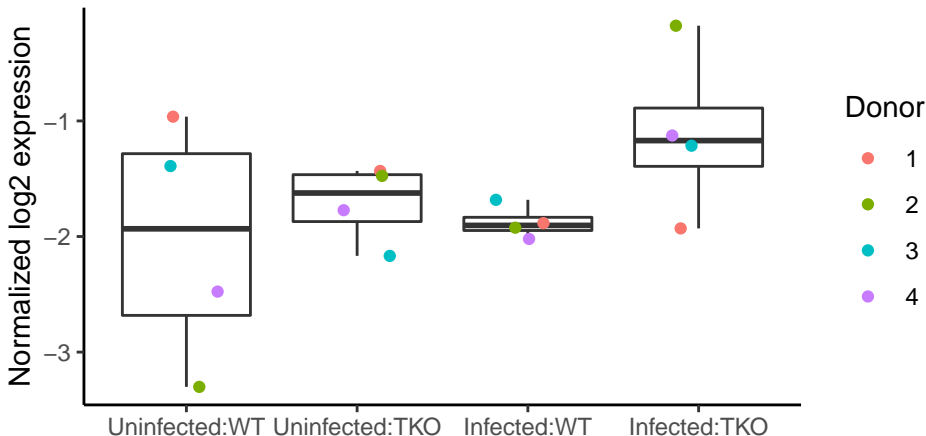 Normalized log2 expression
−1
−2
−3
Uninfected:WT Uninfected:TKO Infected:WT Infected:TKO
Donor
1
2
3
4